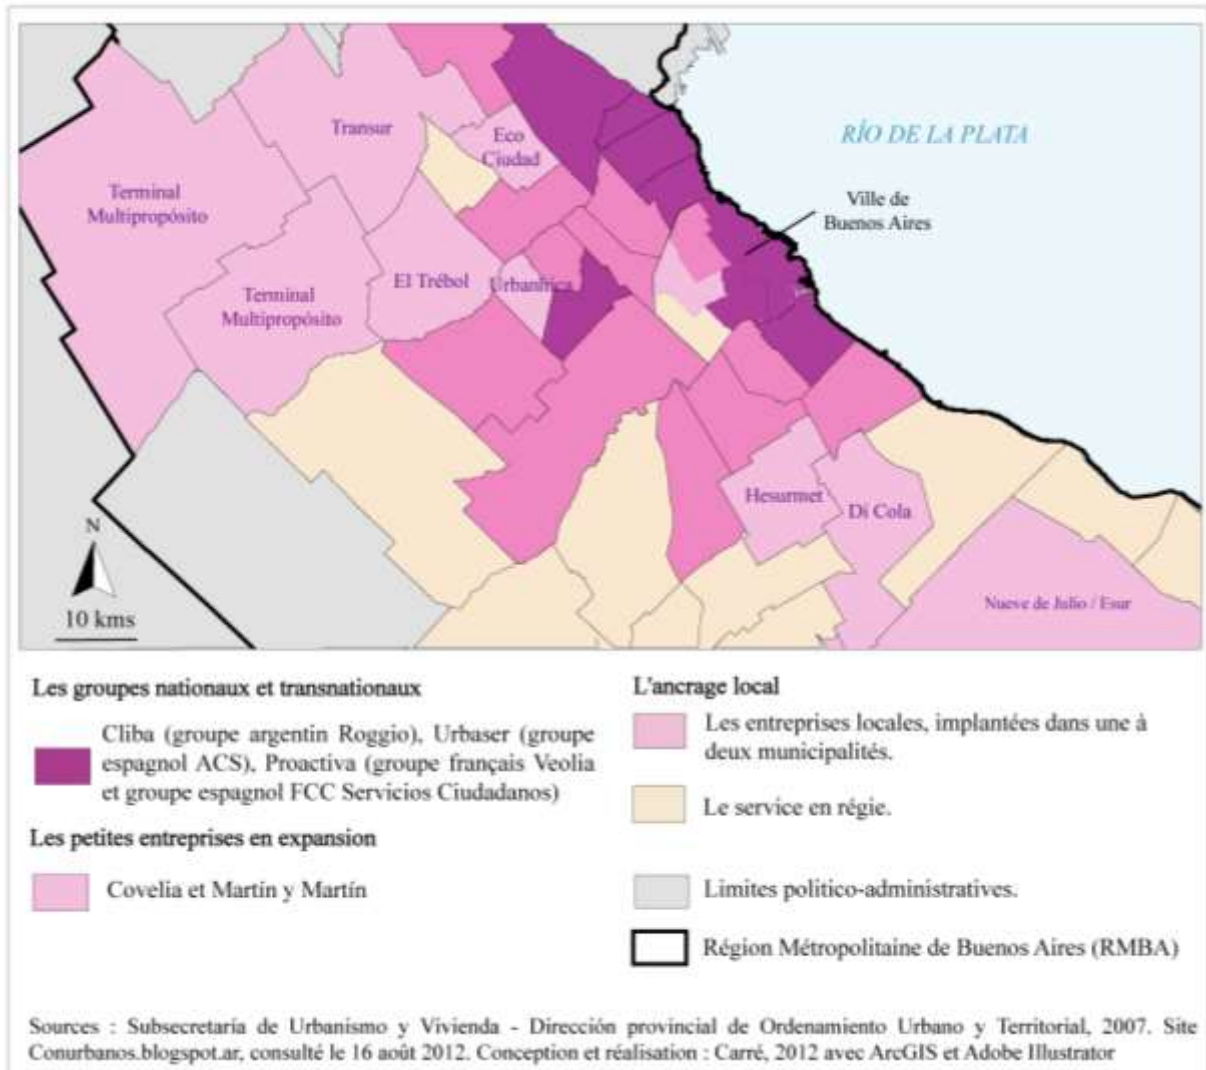 Transur
Eco
Ciudad
RÍO DE LA PLATA
Terminal
Multipropósito
Ville de
Buenos Aires
El Trébol
Urbanfrica
Terminal
Multipropósito
Hesurmet
Di Cola
N
10 kms
Nueve de Julio / Esur
Les groupes nationaux et transnationaux
Cliba (groupe argentin Roggio), Urbaser (groupe
espagnol ACS), Proactiva (groupe français Veolia
et groupe espagnol FCC Servicios Ciudadanos)
Les petites entreprises en expansion
Covelia et Martín y Martín
L'ancrage local
Les entreprises locales, implantées dans une à
deux municipalités.
Le service en régie.
Limites politico-administratives.
Région Métropolitaine de Buenos Aires (RMBA)
Sources : Subsecretaría de Urbanismo y Vivienda - Dirección provincial de Ordenamiento Urbano y Territorial, 2007. Site
Conurbanos.blogspot.ar, consulté le 16 août 2012. Conception et réalisation : Carré, 2012 avec ArcGIS et Adobe Illustrator